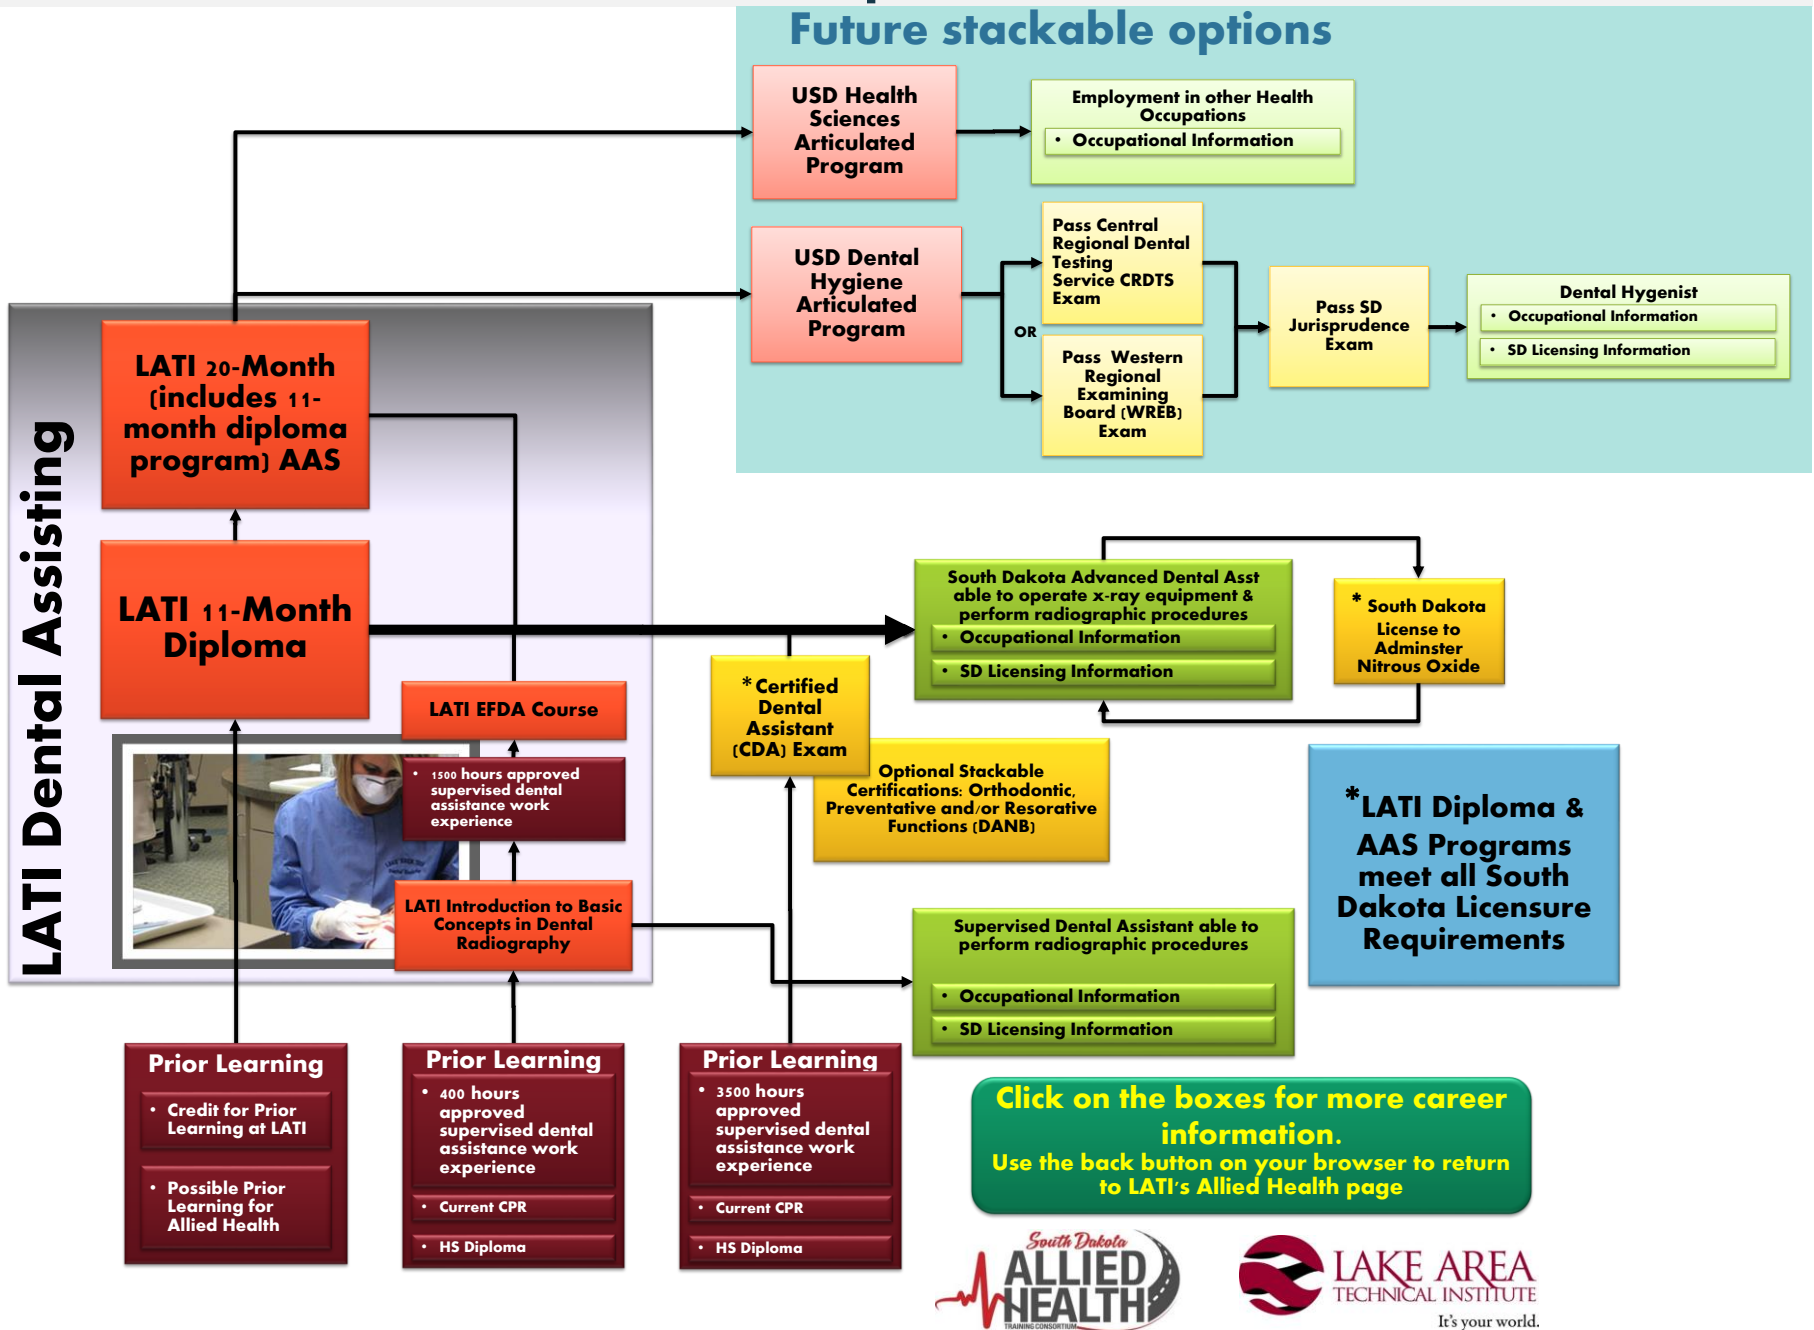 Future stackable options
USD Health
Sciences
Articulated
Program
Employment in other Health
Occupations
• Occupational Information
USD Dental
Hygiene
Articulated
Program
Pass Central
Regional Dental
Testing
Service CRDTS
Exam
OR
Pass Western
Regional
Examining
Board (WREB)
Exam
Pass SD
Jurisprudence
Exam
Dental Hygenist
• Occupational Information
• SD Licensing Information
LATI Dental Assisting
LATI 20-Month
(includes 11-
month diploma
program) AAS
LATI 11-Month
Diploma
LATI EFDA Course
• 1500 hours approved
supervised dental
assistance work
experience
LATI Introduction to Basic
Concepts in Dental
Radiography
South Dakota Advanced Dental Asst
able to operate x-ray equipment &
perform radiographic procedures
• Occupational Information
• SD Licensing Information
* South Dakota
License to
Adminster
Nitrous Oxide
* Certified
Dental
Assistant
(CDA) Exam
Optional Stackable
Certifications: Orthodontic,
Preventative and/or Resorative
Functions (DANB)
*LATI Diploma &
AAS Programs
meet all South
Dakota Licensure
Requirements
Supervised Dental Assistant able to
perform radiographic procedures
• Occupational Information
• SD Licensing Information
Prior Learning
• Credit for Prior
Learning at LATI
• Possible Prior
Learning for
Allied Health
Prior Learning
• 400 hours
approved
supervised dental
assistance work
experience
• Current CPR
• HS Diploma
Prior Learning
• 3500 hours
approved
supervised dental
assistance work
experience
• Current CPR
• HS Diploma
Click on the boxes for more career
information.
Use the back button on your browser to return
to LATI's Allied Health page
South Dakota
ALLIED
HEALTH
TRAINING CONSORTIUM
LAKE AREA
TECHNICAL INSTITUTE
It's your world.